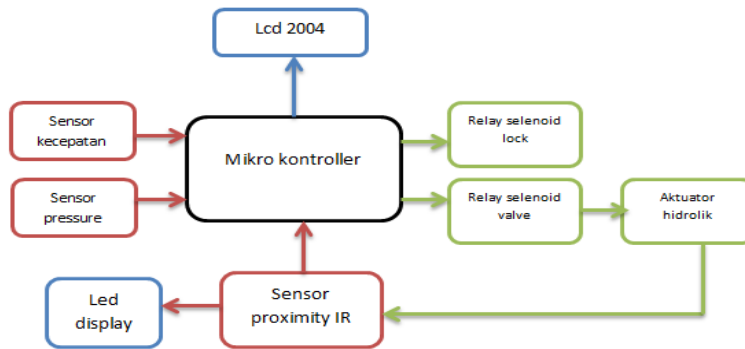 Lcd 2004
Sensor
kecepatan
Mikro kontroller
Relay selenoid
lock
Sensor
pressure
Relay selenoid
valve
Aktuator
hidrolik
Led
display
Sensor
proximity IR